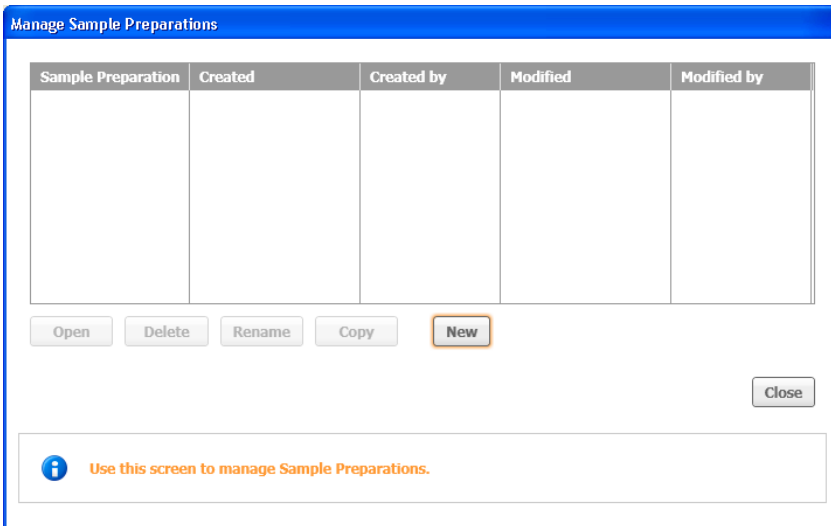 Manage Sample Preparations
Sample Preparation Created Created by Modified Modified by
Open Delete Rename Copy New
Close
Use this screen to manage Sample Preparations.